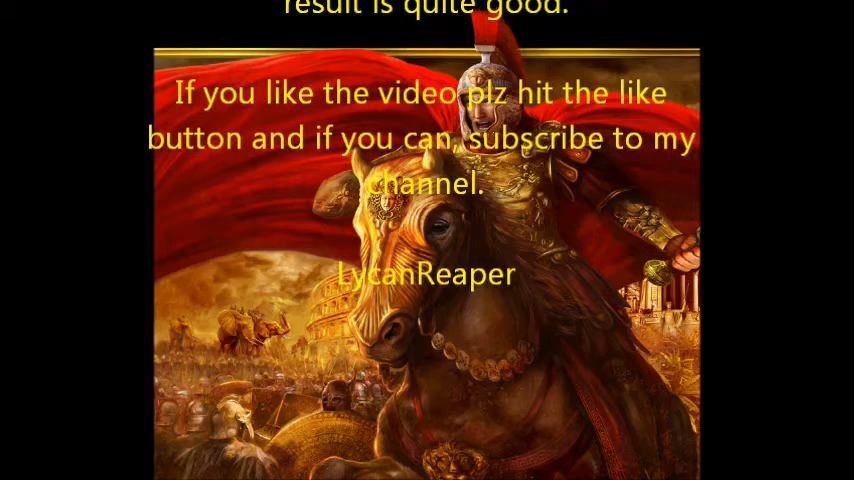 result is quite good.
If you like the video plz hit the like
button and if you can, subscribe to my
channel.
LycanReaper